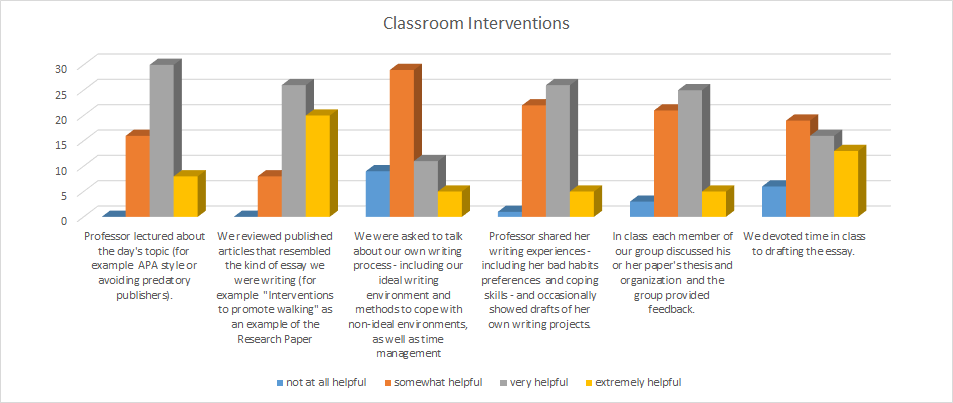 Classroom Interventions
30
25
20
15
10
5
0
Professor lectured about
the day's topic (for
example APA style or
avoiding predatory
publishers).
We reviewed published
articles that resembled
the kind of essay we
were writing (for
example "Interventions
to promote walking" as
an example of the
Research Paper
We were asked to talk
about our own writing
process - including our
ideal writing
environment and
methods to cope with
non-ideal environments,
as well as time
management
Professor shared her
writing experiences -
including her bad habits
preferences and coping
skills - and occasionally
showed drafts of her
own writing projects.
In class each member of
our group discussed his
or her paper's thesis and
organization and the
group provided
feedback.
We devoted time in class
to drafting the essay.
not at all helpful
somewhat helpful
very helpful
extremely helpful